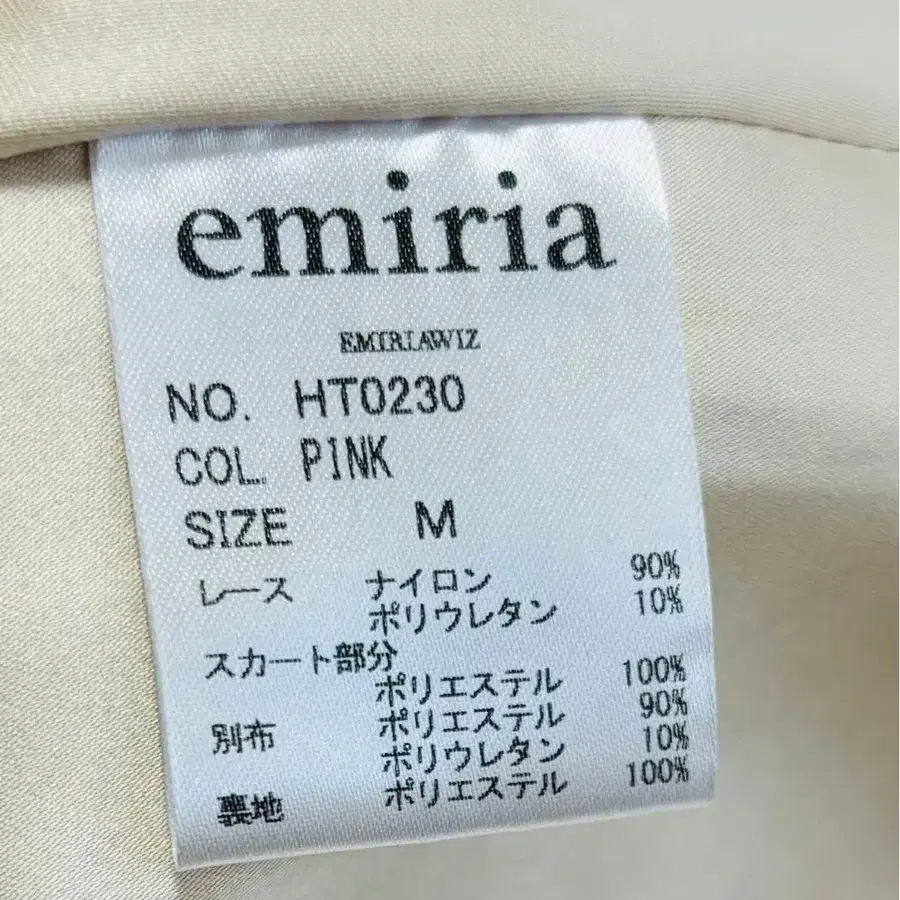 emiria
EMIRIAWIZ
NO. HT0230
COL. PINK
SIZE M
レース ナイロン 90%
ポリウレタン 10%
スカート部分
ポリエステル 100%
別布 ポリエステル 90%
ポリウレタン 10%
裏地 ポリエステル 100%